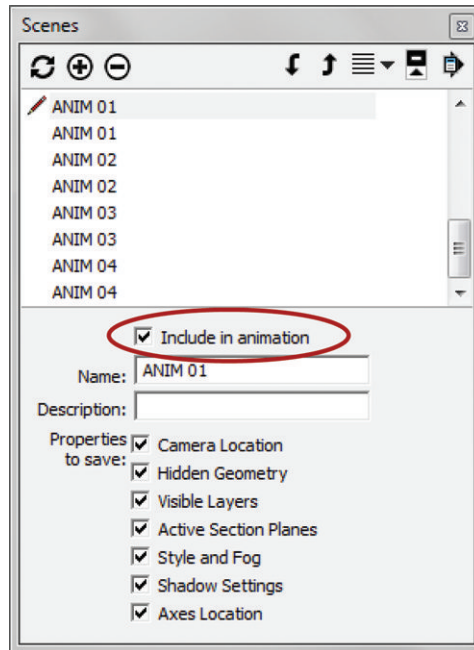 Scenes
ANIM 01
ANIM 01
ANIM 02
ANIM 02
ANIM 03
ANIM 03
ANIM 04
ANIM 04
Include in animation
Name: ANIM 01
Description:
Properties to save:
Camera Location
Hidden Geometry
Visible Layers
Active Section Planes
Style and Fog
Shadow Settings
Axes Location